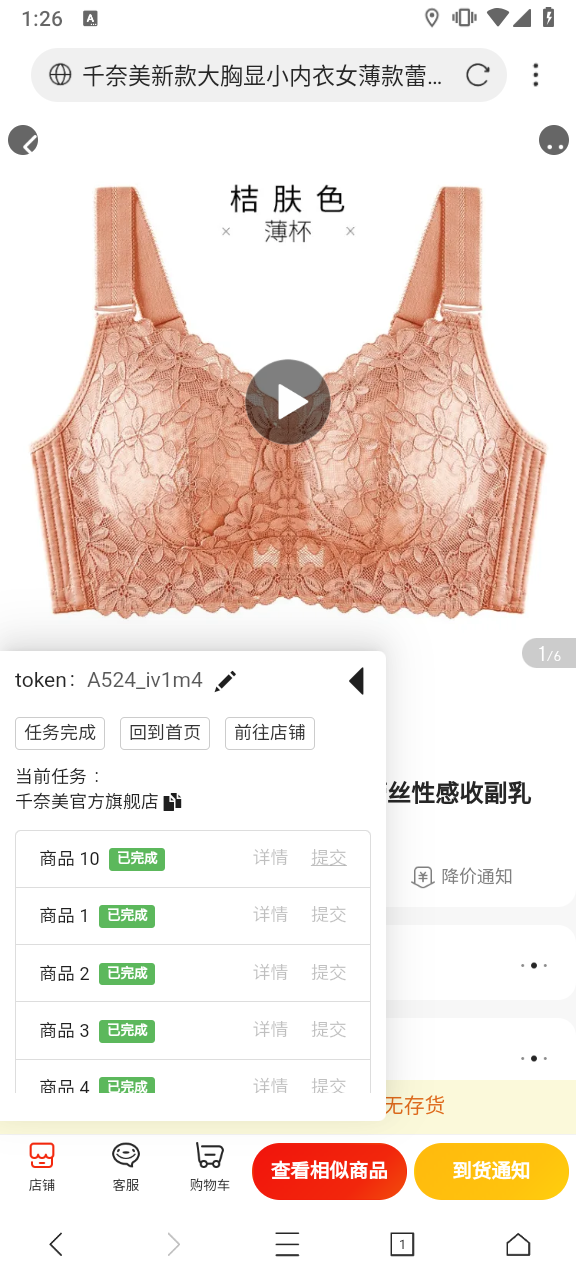 1:26 A
千奈美新款大胸显小内衣女薄款蕾...
桔肤色
× 薄杯 ×
1/6
token： A524_iv1m4
任务完成 回到首页 前往店铺
当前任务：
千奈美官方旗舰店
丝性感收副乳
商品 10 已完成 详情 提交
降价通知
商品 1 已完成 详情 提交
商品 2 已完成 详情 提交
商品 3 已完成 详情 提交
商品 4 已完成 详情 提交
无存货
店铺 客服 购物车 查看相似商品 到货通知
1